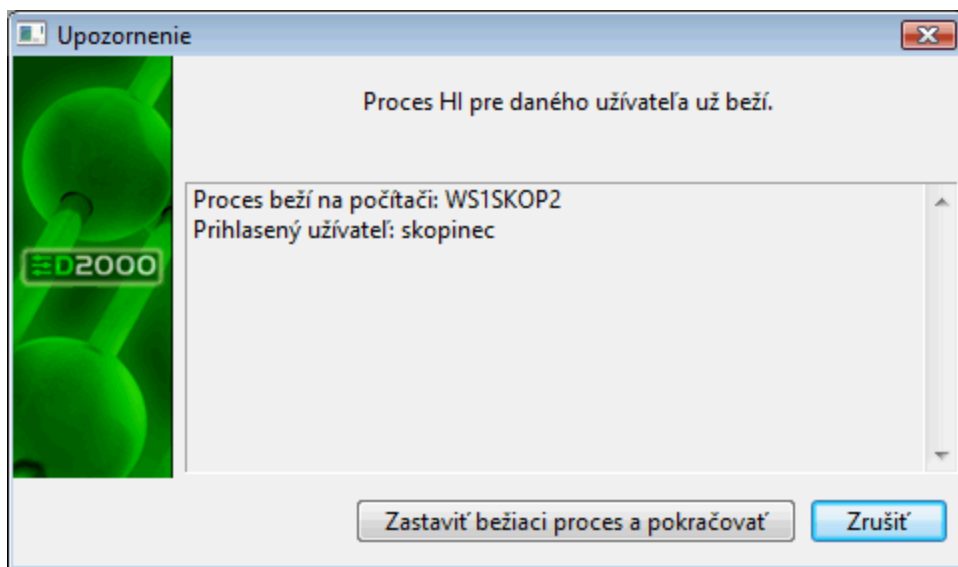 Upozornenie
Proces HI pre daného užívateľa už beží.
Proces beží na počítači: WS1SKOP2
Prihlasený užívateľ: skopinec
D2000
Zastaviť bežiaci proces a pokračovať
Zrušiť